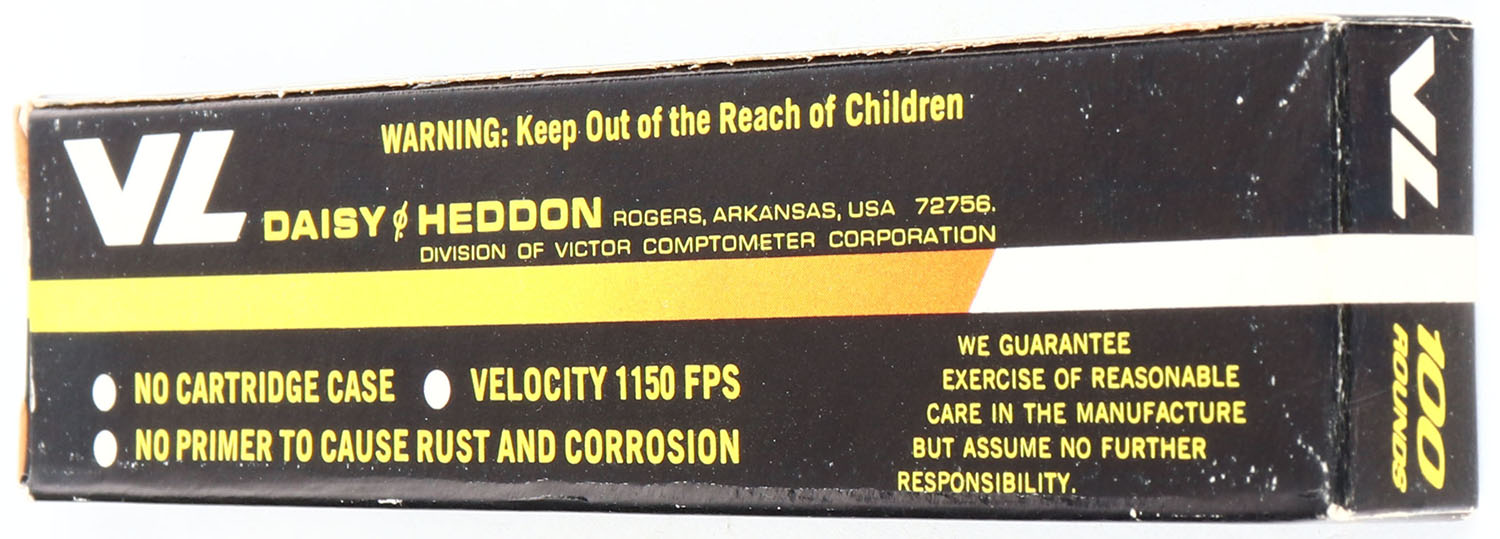 VL
WARNING: Keep Out of the Reach of Children
DAISY & HEDDON ROGERS, ARKANSAS, USA 72756.
DIVISION OF VICTOR COMPTOMETER CORPORATION
NO CARTRIDGE CASE
VELOCITY 1150 FPS
NO PRIMER TO CAUSE RUST AND CORROSION
WE GUARANTEE
EXERCISE OF REASONABLE
CARE IN THE MANUFACTURE
BUT ASSUME NO FURTHER
RESPONSIBILITY.
VL
100
ROUNDS